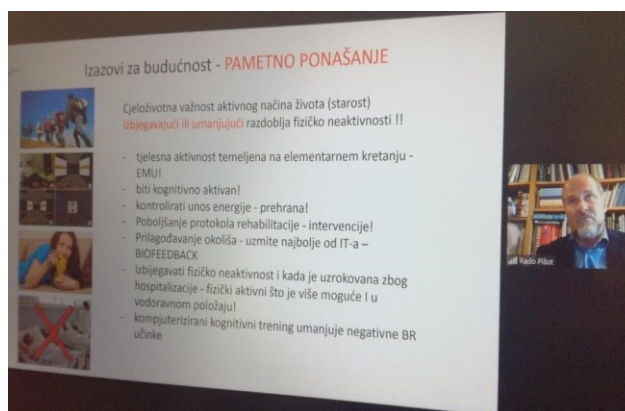 Izazovi za budućnost - PAMETNO PONAŠANJE
Cjeloživotna važnost aktivnog načina života (starost)
izbjegavajući ili umanjujući razdoblja fizičko neaktivnosti !!
- tjelesna aktivnost temeljena na elementarnem kretanju -
EMU!
- biti kognitivno aktivan!
- kontrolirati unos energije - prehrana!
- Poboljšanje protokola rehabilitacije - intervencije!
- Prilagođavanje okoliša - uzmite najbolje od IT-a –
BIOFEEDBACK
- Izbjegavati fizičko neaktivnost i kada je uzrokovana zbog
hospitalizacije - fizički aktivni što je više moguće I u
vodoravnom položaju!
- kompjuterizirani kognitivni trening umanjuje negativne BR
učinke
Rado Pišot